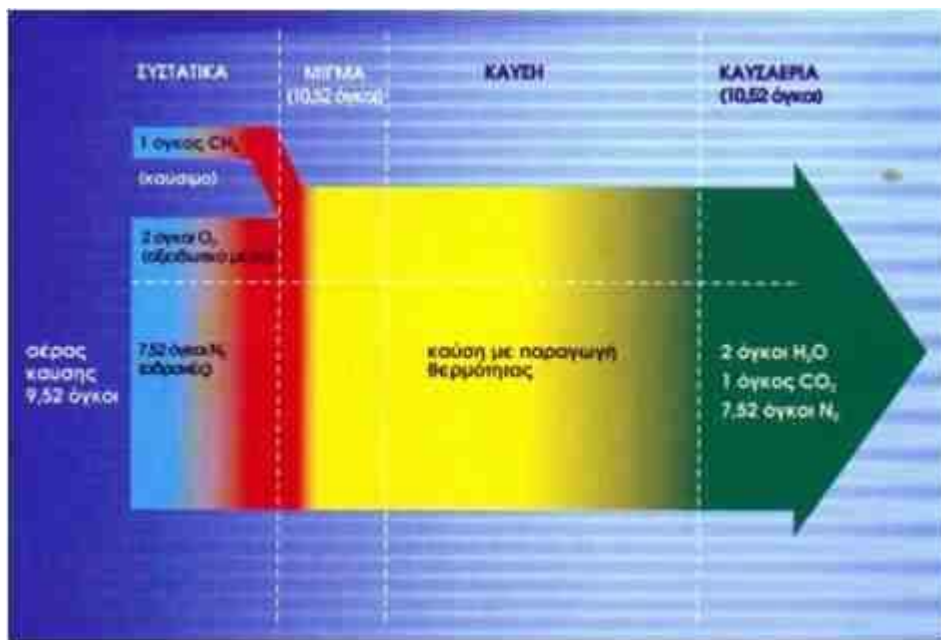 ΣΥΣΤΑΤΙΚΑ
ΜΙΓΜΑ
(10,52 όγκοι)
ΚΑΥΣΗ
ΚΑΥΣΑΕΡΙΑ
(10,52 όγκοι)
1 όγκος CH₄
(καύσιμο)
2 όγκοι O₂
(οξειδωτικό μέσο)
7,52 όγκοι N₂
(αδρανές)
αέρας
καύσης
9,52 όγκοι
καύση με παραγωγή
θερμότητας
2 όγκοι H₂O
1 όγκος CO₂
7,52 όγκοι N₂